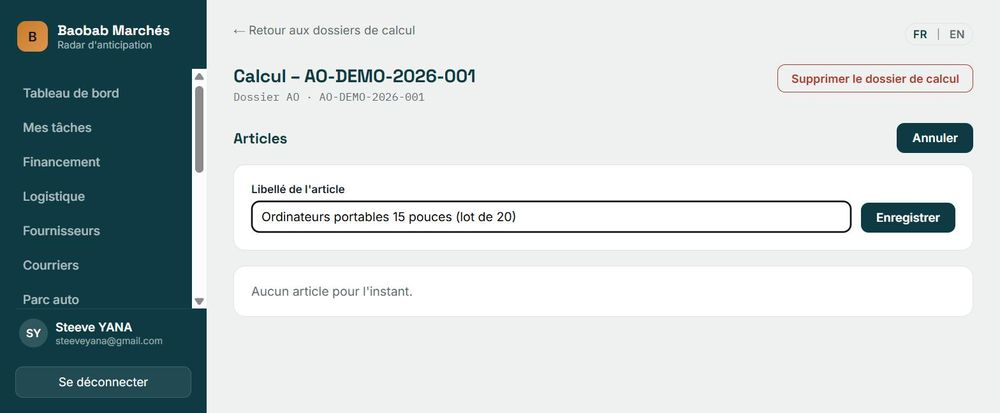 B
Baobab Marchés
Radar d'anticipation
Tableau de bord
Mes tâches
Financement
Logistique
Fournisseurs
Courriers
Parc auto
SY
Steeve YANA
steeveyana@gmail.com
Se déconnecter
← Retour aux dossiers de calcul
FR | EN
Calcul – AO-DEMO-2026-001
Dossier AO · AO-DEMO-2026-001
Supprimer le dossier de calcul
Articles
Annuler
Libellé de l'article
Ordinateurs portables 15 pouces (lot de 20)
Enregistrer
Aucun article pour l'instant.